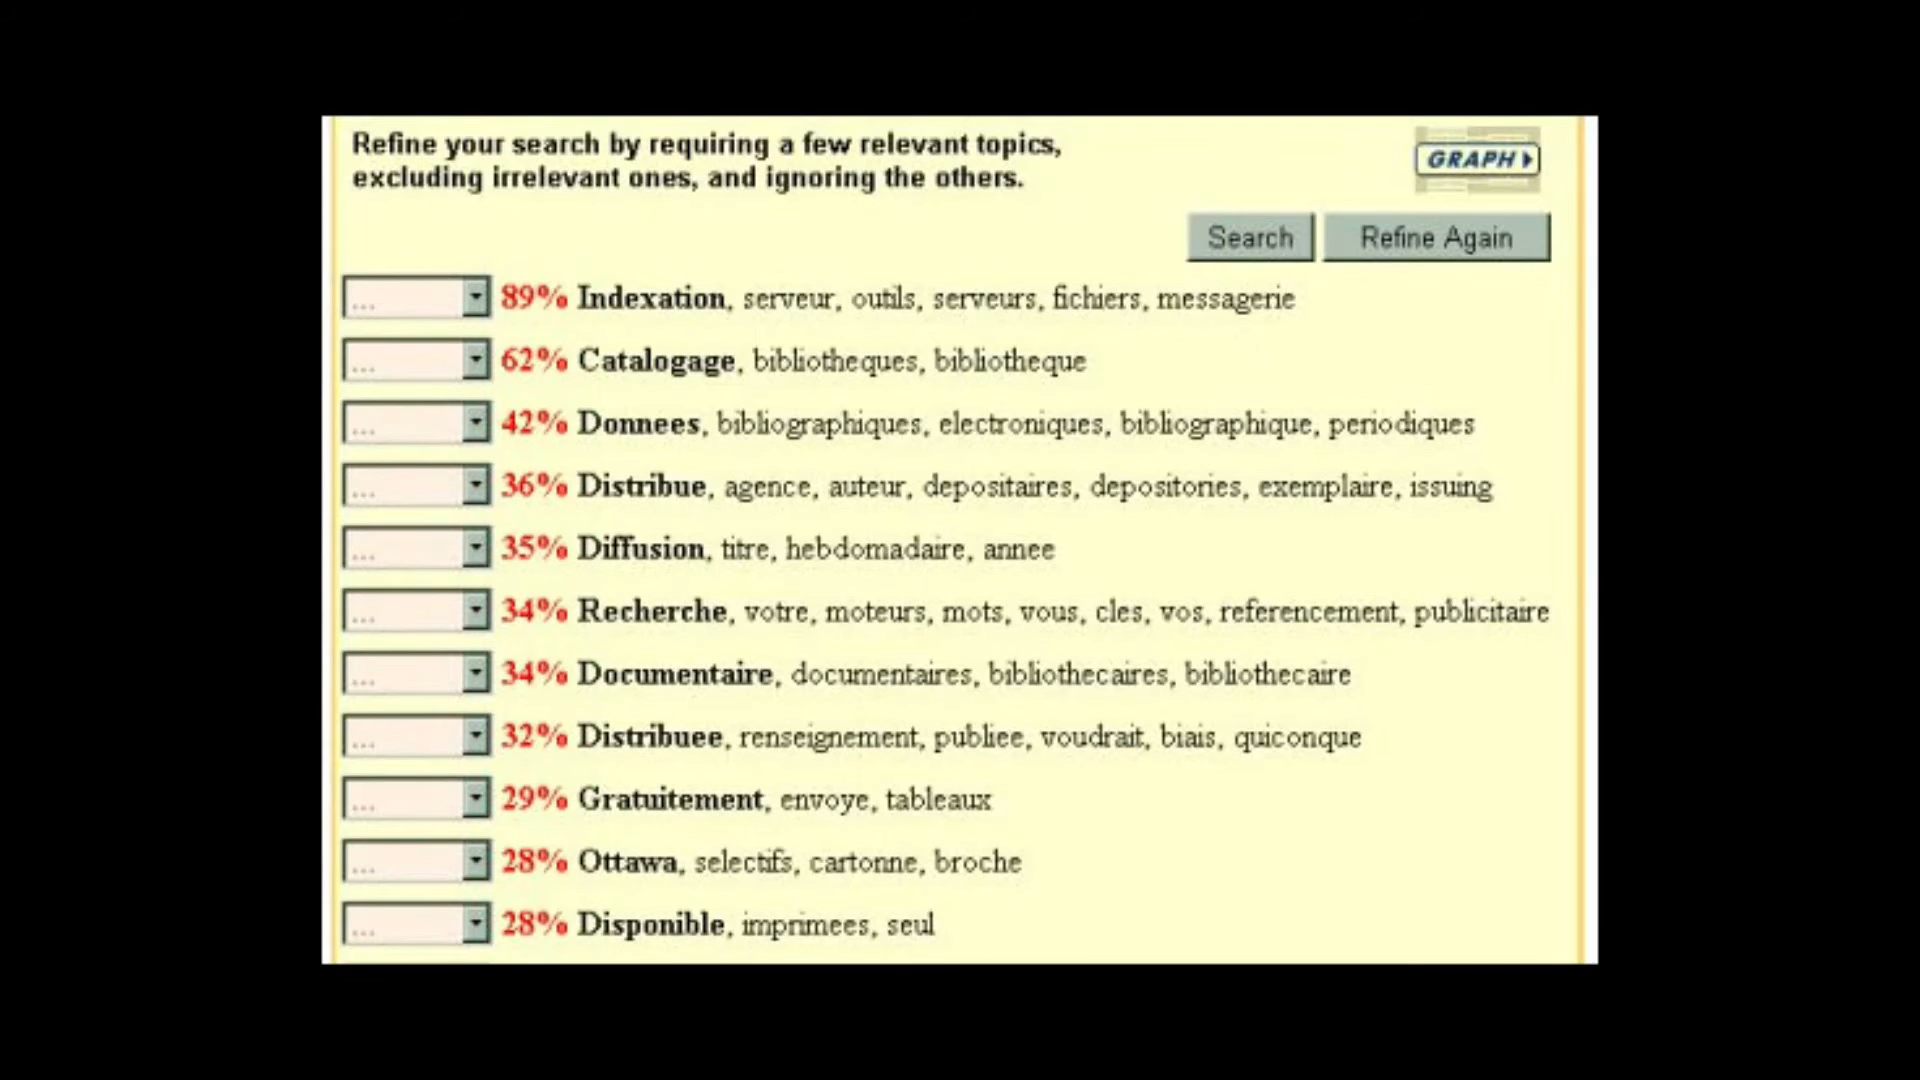 Refine your search by requiring a few relevant topics,
excluding irrelevant ones, and ignoring the others.
GRAPH
Search Refine Again
... 89% Indexation, serveur, outils, serveurs, fichiers, messagerie
... 62% Catalogage, bibliotheques, bibliotheque
... 42% Donnees, bibliographiques, electroniques, bibliographique, periodiques
... 36% Distribue, agence, auteur, depositaires, depositories, exemplaire, issuing
... 35% Diffusion, titre, hebdomadaire, annee
... 34% Recherche, votre, moteurs, mots, vous, cles, vos, referencement, publicitaire
... 34% Documentaire, documentaires, bibliothecaires, bibliothecaire
... 32% Distribuee, renseignement, publiee, voudrait, biais, quiconque
... 29% Gratuitement, envoye, tableaux
... 28% Ottawa, selectifs, cartonne, broche
... 28% Disponible, imprimees, seul